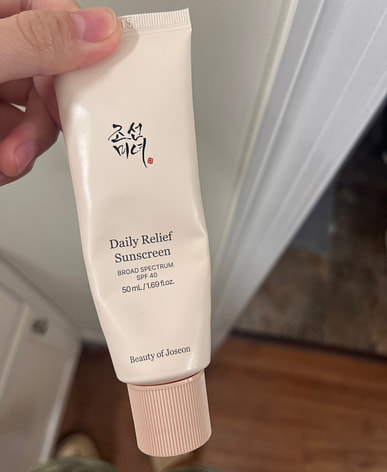 조선
미녀
Daily Relief
Sunscreen
BROAD SPECTRUM
SPF 40
50 mL / 1.69 fl.oz.
Beauty of Joseon